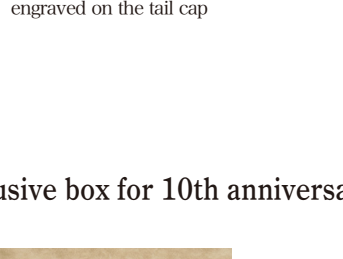 engraved on the tail cap
usive box for 10th anniversa